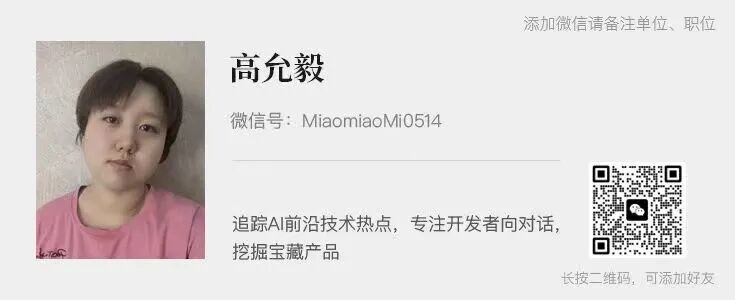 添加微信请备注单位、职位
高允毅
微信号：MiaomiaoMi0514
追踪AI前沿技术热点，专注开发者向对话，
挖掘宝藏产品
长按二维码，可添加好友